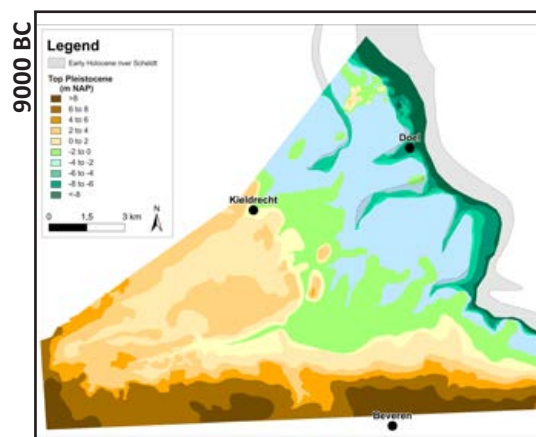 9000 BC
Legend
Early Holocene river Scheldt
Top Pleistocene
(m NAP)
>8
6 to 8
4 to 6
2 to 4
0 to 2
-2 to 0
-4 to -2
-6 to -4
-8 to -6
<-8
0 1,5 3 km
N
Doel
Kieldrecht
Beveren